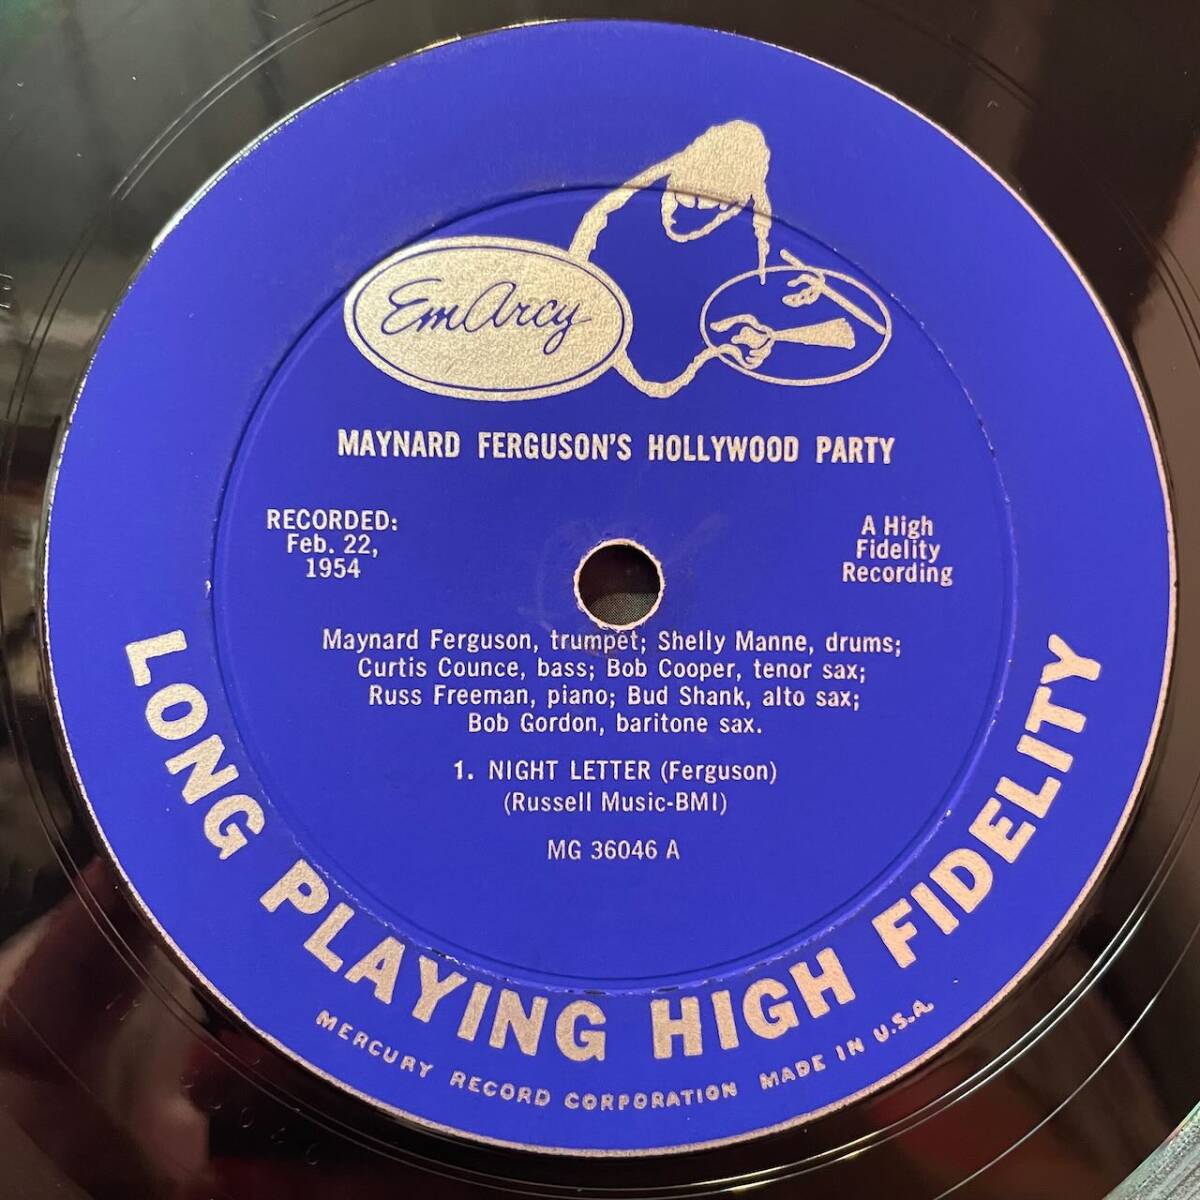 EmArcy
MAYNARD FERGUSON'S HOLLYWOOD PARTY
RECORDED:
Feb. 22,
1954
A High
Fidelity
Recording
Maynard Ferguson, trumpet; Shelly Manne, drums;
Curtis Counce, bass; Bob Cooper, tenor sax;
Russ Freeman, piano; Bud Shank, alto sax;
Bob Gordon, baritone sax.
1. NIGHT LETTER (Ferguson)
(Russell Music-BMI)
MG 36046 A
LONG PLAYING HIGH FIDELITY
MERCURY RECORD CORPORATION MADE IN U.S.A.